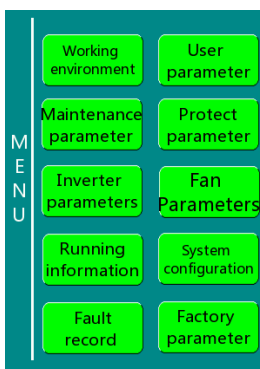 MENU
Working
environment
User
parameter
Maintenance
parameter
Protect
parameter
Inverter
parameters
Fan
Parameters
Running
information
System
configuration
Fault
record
Factory
parameter